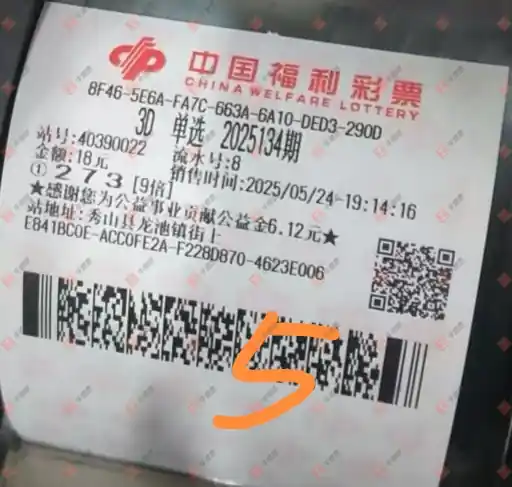 中国福利彩票
CHINA WELFARE LOTTERY
8F46-5E6A-FA7C-663A-6A10-DED3-290D
3D 单选 2025134期
站号:40390022 流水号:8
金额:18元 销售时间:2025/05/24-19:14:16
① 273 [9倍]
★感谢您为公益事业贡献公益金6.12元★
站地址:秀山县龙池镇街上
E841BC0E-ACC0FE2A-F228D870-4623E006
5